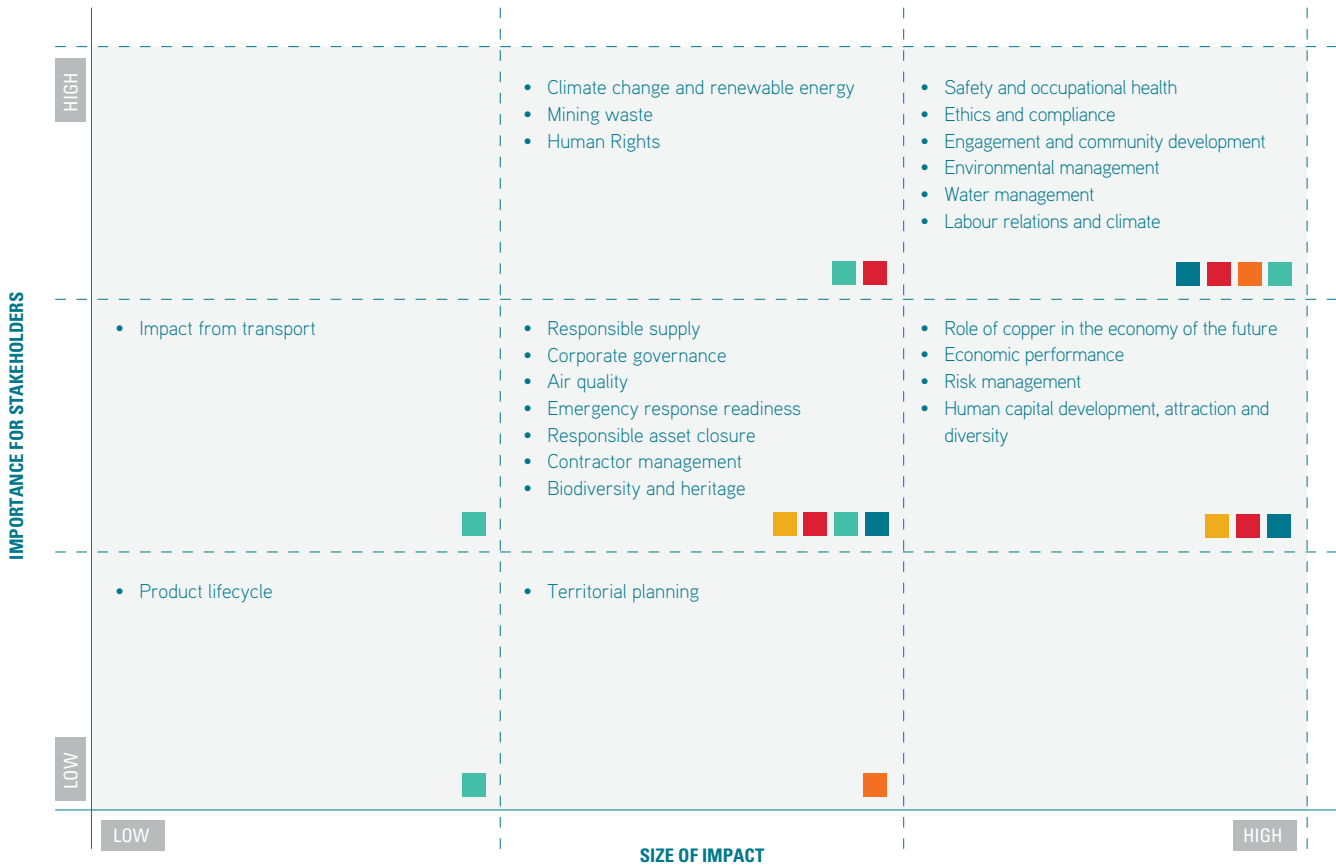 HIGH
• Climate change and renewable energy
• Mining waste
• Human Rights
• Safety and occupational health
• Ethics and compliance
• Engagement and community development
• Environmental management
• Water management
• Labour relations and climate
IMPORTANCE FOR STAKEHOLDERS
• Impact from transport
• Responsible supply
• Corporate governance
• Air quality
• Emergency response readiness
• Responsible asset closure
• Contractor management
• Biodiversity and heritage
• Role of copper in the economy of the future
• Economic performance
• Risk management
• Human capital development, attraction and
diversity
• Product lifecycle
• Territorial planning
LOW
LOW
SIZE OF IMPACT
HIGH